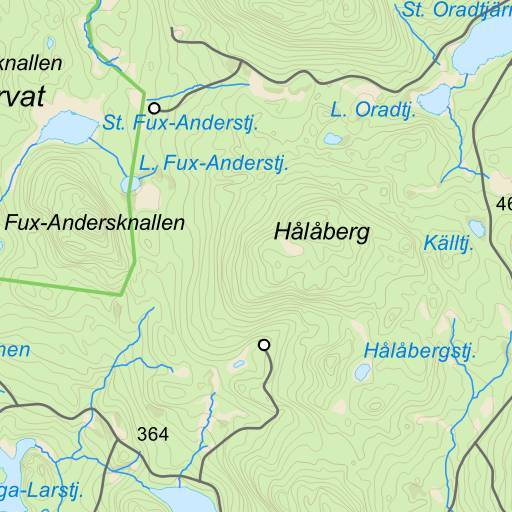 St. Oradtjärn
knallen
rvat
L. Oradtj.
St. Fux-Anderstj.
L. Fux-Anderstj.
46
Fux-Andersknallen
Hålåberg
Källtj.
nen
Hålåbergstj.
364
ga-Larstj.